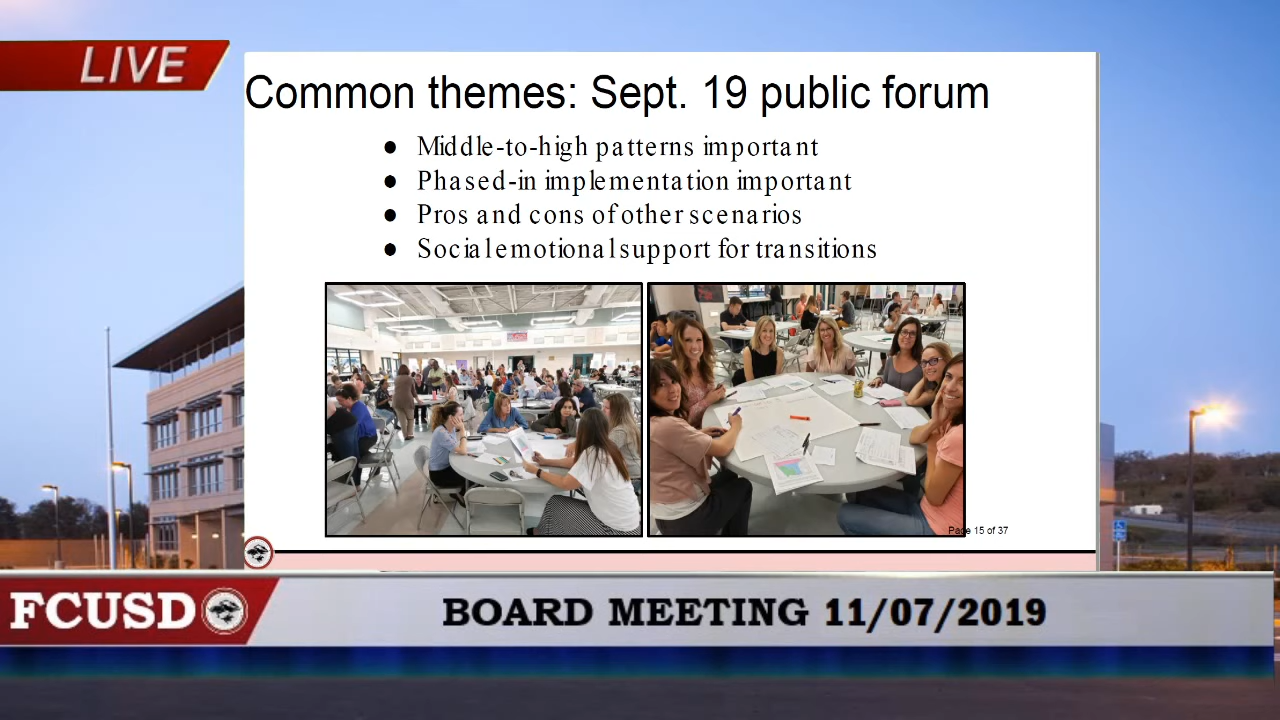 LIVE
Common themes: Sept. 19 public forum
● Middle-to-high patterns important
● Phased-in implementation important
● Pros and cons of other scenarios
● Social emotional support for transitions
Page 15 of 37
FCUSD
BOARD MEETING 11/07/2019